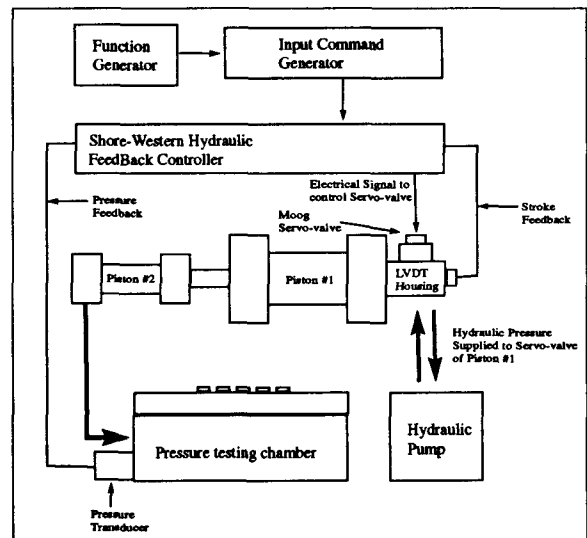 Function
Generator
Input Command
Generator
Shore-Western Hydraulic
FeedBack Controller
Electrical Signal to
control Servo-valve
Pressure
Feedback
Moog
Servo-valve
Stroke
Feedback
Piston #2
Piston #1
LVDT
Housing
Hydraulic Pressure
Supplied to Servo-valve
of Piston #1
Pressure testing chamber
Hydraulic
Pump
Pressure
Transducer